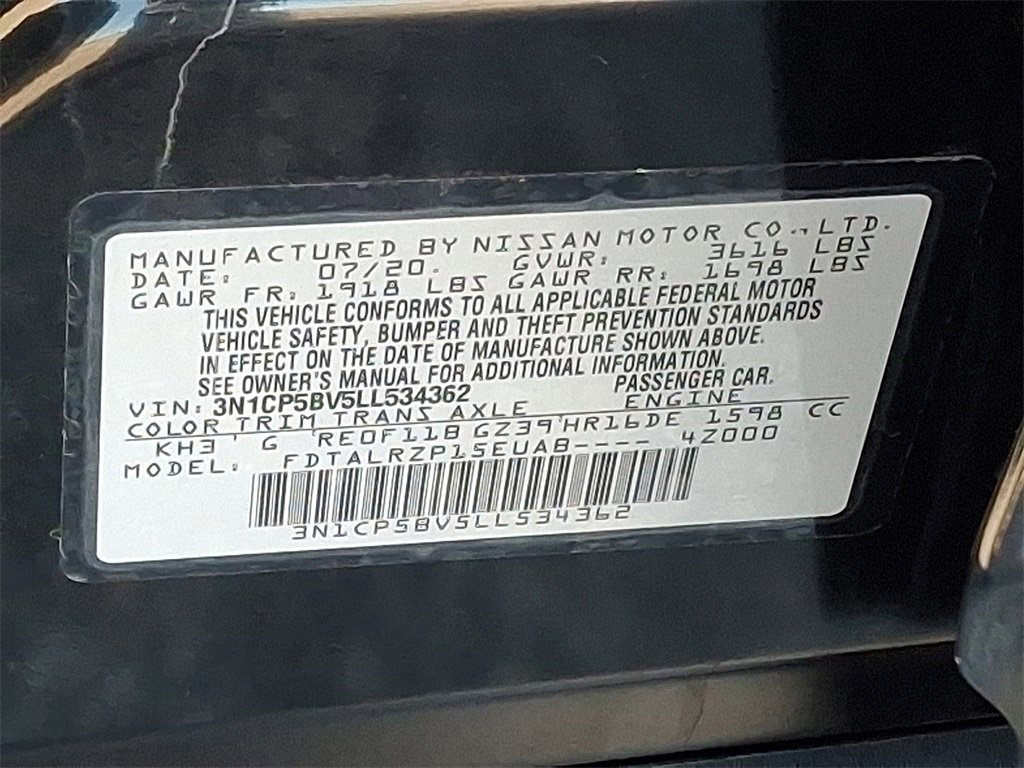 MANUFACTURED BY NISSAN MOTOR CO., LTD.
DATE: 07/20. GVWR: 3616 LBS
GAWR FR: 1918 LBS GAWR RR: 1698 LBS
THIS VEHICLE CONFORMS TO ALL APPLICABLE FEDERAL MOTOR
VEHICLE SAFETY, BUMPER AND THEFT PREVENTION STANDARDS
IN EFFECT ON THE DATE OF MANUFACTURE SHOWN ABOVE.
SEE OWNER'S MANUAL FOR ADDITIONAL INFORMATION.
VIN: 3N1CP5BV5LL534362 PASSENGER CAR.
COLOR TRIM TRANS AXLE ENGINE
KH3 G RE0F11B GZ39 HR16DE 1598 CC
MODEL: FDTALRZP15EUAB---- 4Z000
3N1CP5BV5LL534362